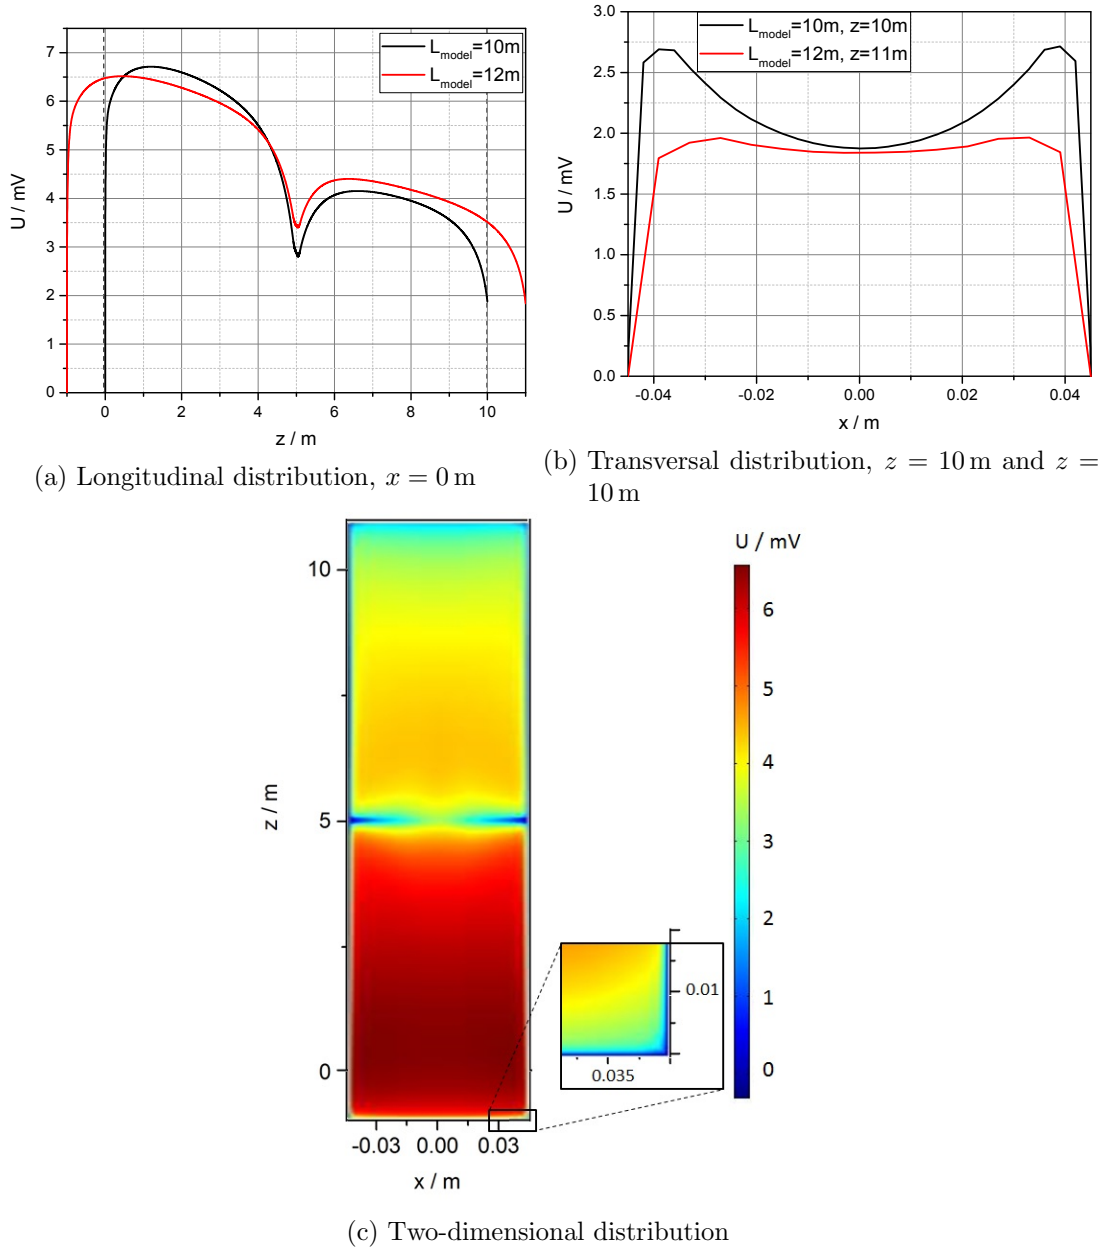 L_model=10m
L_model=12m
7
6
5
4
3
2
1
0
U / mV
0 2 4 6 8 10
z / m
(a) Longitudinal distribution, x = 0 m
L_model=10m, z=10m
L_model=12m, z=11m
3.0
2.5
2.0
1.5
1.0
0.5
0.0
U / mV
-0.04 -0.02 0.00 0.02 0.04
x / m
(b) Transversal distribution, z = 10 m and z =
10 m
U / mV
10
5
0
z / m
-0.03 0.00 0.03
x / m
0.01
0.035
6
5
4
3
2
1
0
(c) Two-dimensional distribution